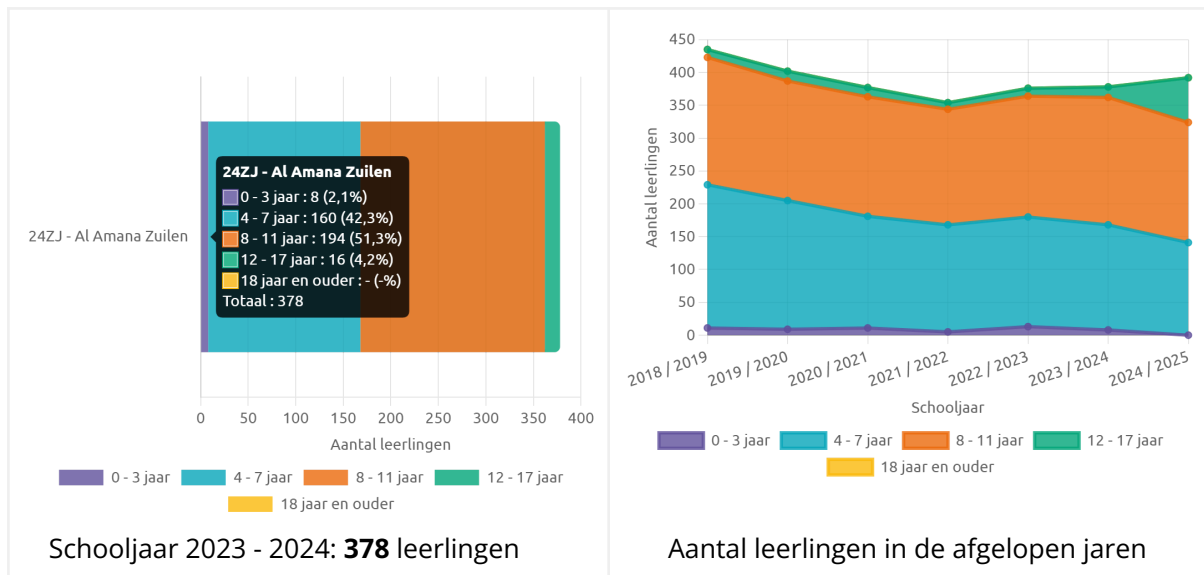 24ZJ - Al Amana Zuilen
24ZJ - Al Amana Zuilen
0 - 3 jaar : 8 (2,1%)
4 - 7 jaar : 160 (42,3%)
8 - 11 jaar : 194 (51,3%)
12 - 17 jaar : 16 (4,2%)
18 jaar en ouder : - (-%)
Totaal : 378
0 50 100 150 200 250 300 350 400
Aantal leerlingen
0 - 3 jaar 4 - 7 jaar 8 - 11 jaar 12 - 17 jaar
18 jaar en ouder
Schooljaar 2023 - 2024: 378 leerlingen
450
400
350
300
250
200
150
100
50
0
Aantal leerlingen
2018 / 2019 2019 / 2020 2020 / 2021 2021 / 2022 2022 / 2023 2023 / 2024 2024 / 2025
Schooljaar
0 - 3 jaar 4 - 7 jaar 8 - 11 jaar 12 - 17 jaar
18 jaar en ouder
Aantal leerlingen in de afgelopen jaren